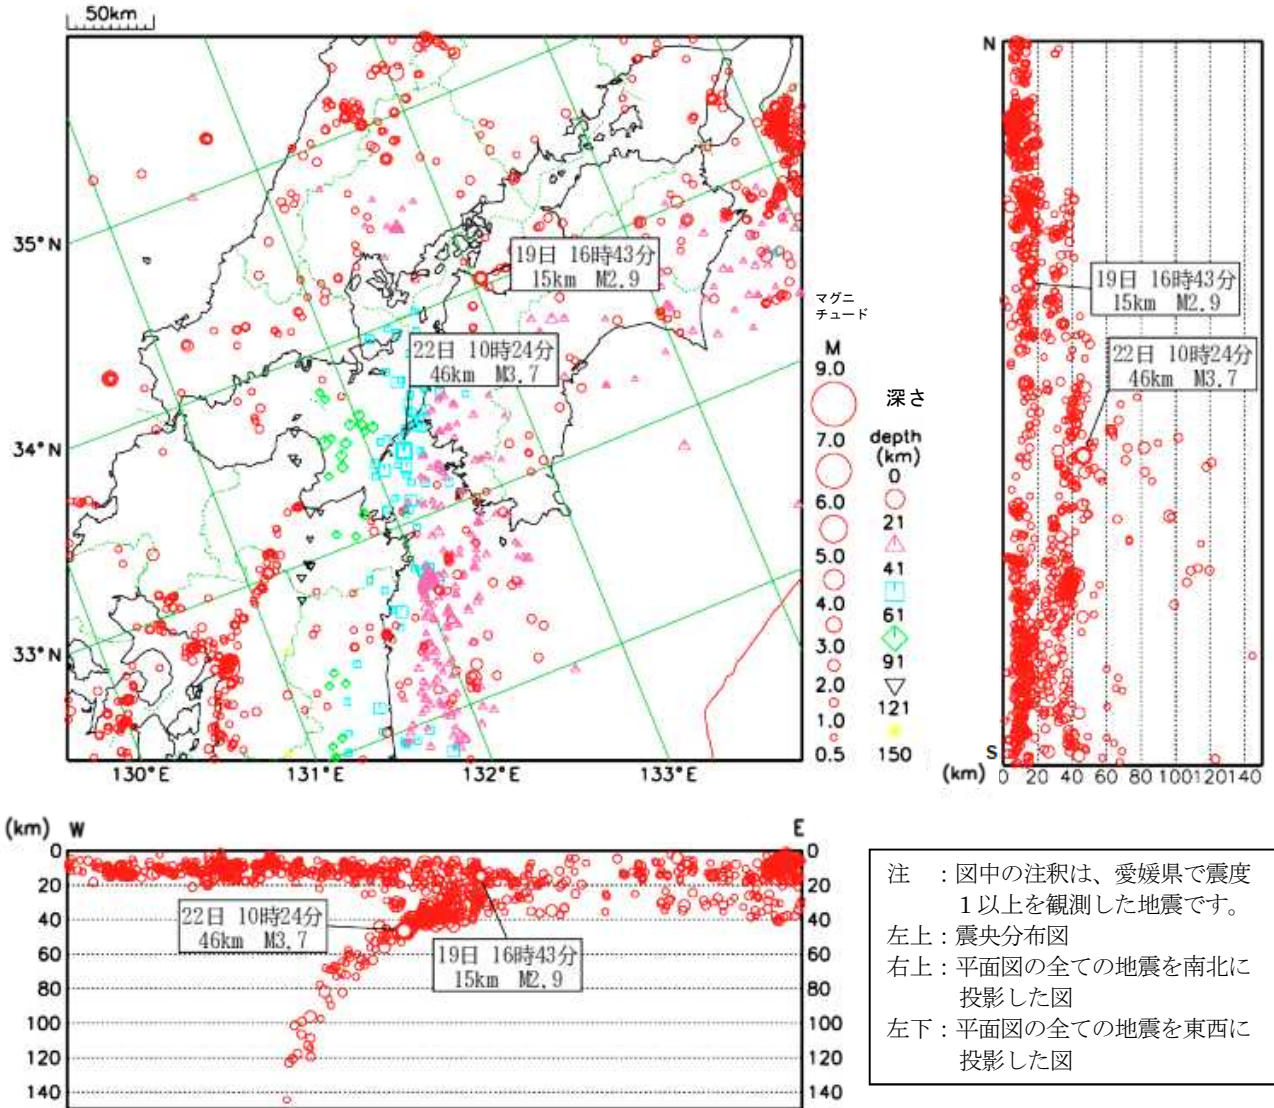 50km
35°N
34°N
33°N
130°E
131°E
132°E
133°E
19日 16時43分
15km M2.9
22日 10時24分
46km M3.7
マグニ
チュード
M
9.0
7.0
6.0
5.0
4.0
3.0
2.0
1.0
0.5
深さ
depth
(km)
0
21
41
61
91
121
150
N
19日 16時43分
15km M2.9
22日 10時24分
46km M3.7
S
(km)
0 20 40 60 80 100120140
(km) W
E
0
20
40
60
80
100
120
140
22日 10時24分
46km M3.7
19日 16時43分
15km M2.9
0
20
40
60
80
100
120
140
注 ：図中の注釈は、愛媛県で震度
１以上を観測した地震です。
左上：震央分布図
右上：平面図の全ての地震を南北に
投影した図
左下：平面図の全ての地震を東西に
投影した図